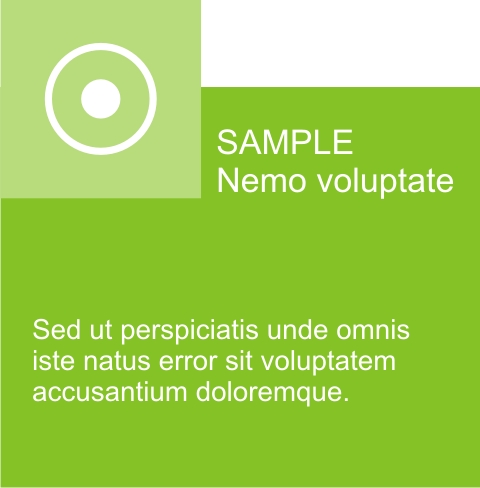 SAMPLE
Nemo voluptate
Sed ut perspiciatis unde omnis
iste natus error sit voluptatem
accusantium doloremque.